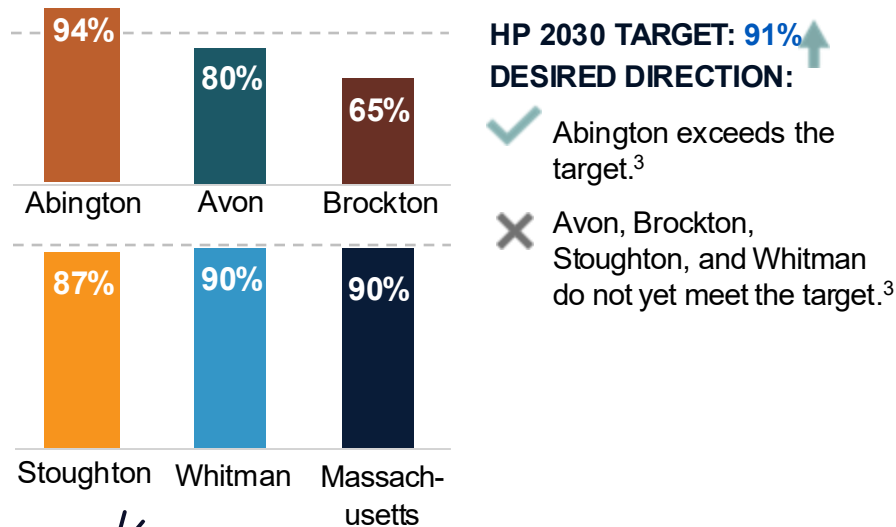 94%
80%
65%
Abington
Avon
Brockton
87%
90%
90%
Stoughton
Whitman
Massach-
usetts
HP 2030 TARGET: 91%
DESIRED DIRECTION:
Abington exceeds the
target.³
Avon, Brockton,
Stoughton, and Whitman
do not yet meet the target.³